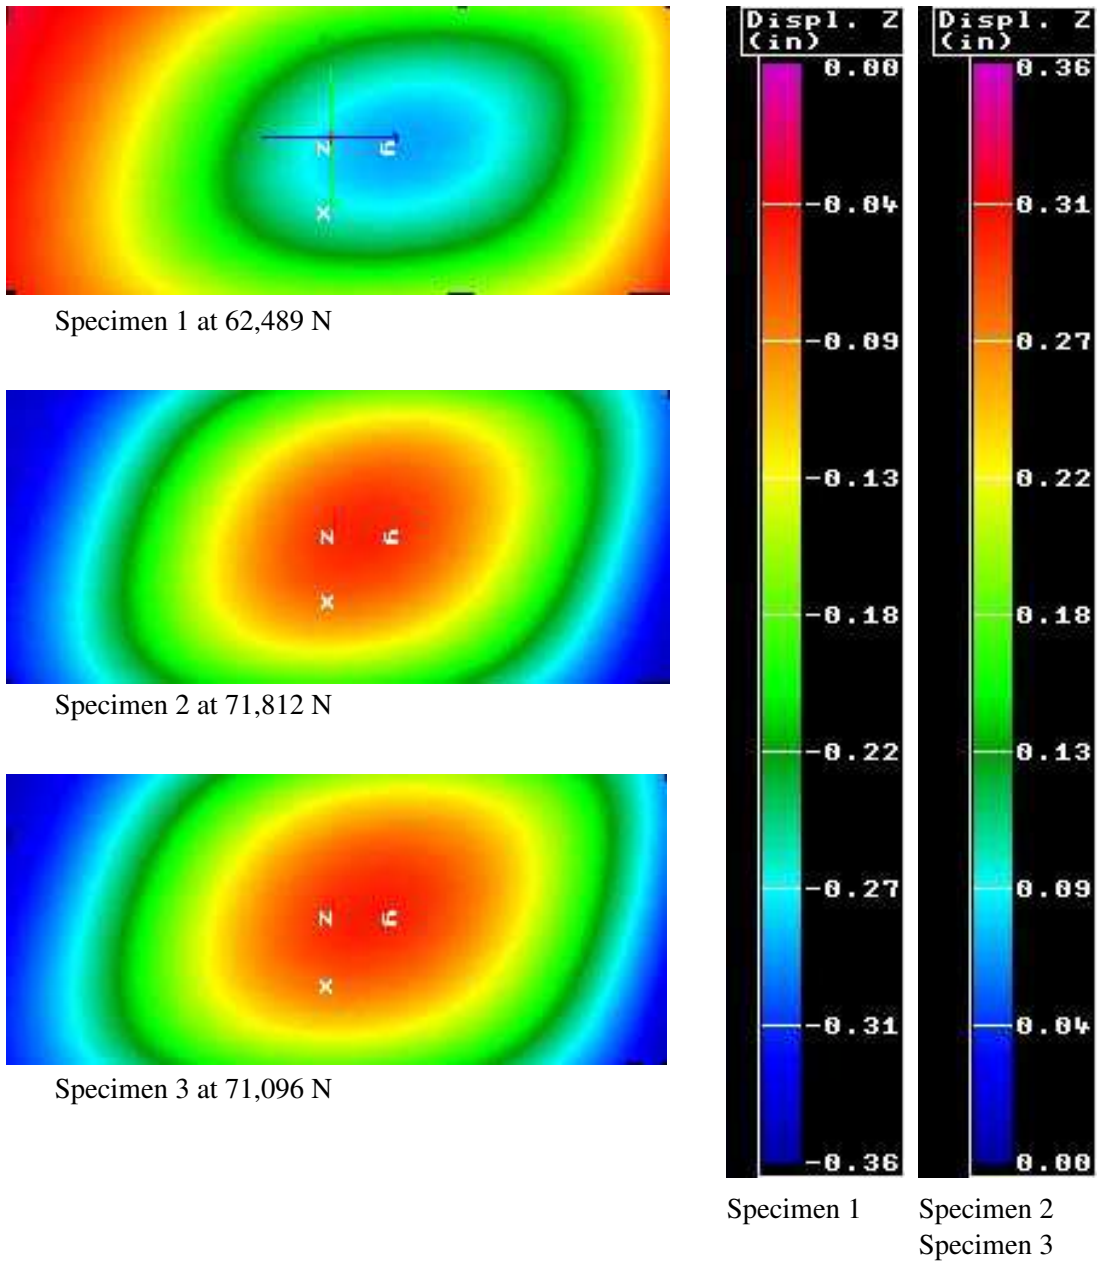 z
y
x
Specimen 1 at 62,489 N
z
y
x
Specimen 2 at 71,812 N
z
y
x
Specimen 3 at 71,096 N
Displ. Z
(in)
0.00
-0.04
-0.09
-0.13
-0.18
-0.22
-0.27
-0.31
-0.36
Specimen 1
Displ. Z
(in)
0.36
0.31
0.27
0.22
0.18
0.13
0.09
0.04
0.00
Specimen 2
Specimen 3